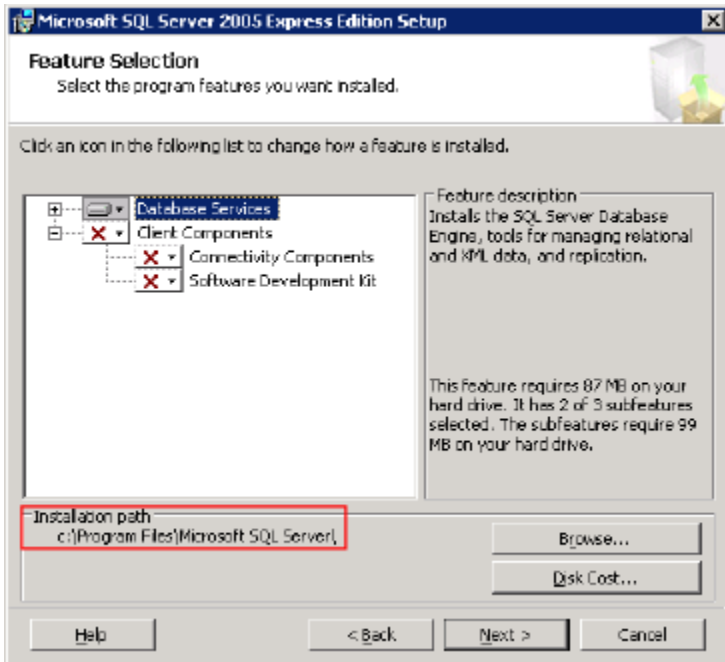 Microsoft SQL Server 2005 Express Edition Setup
Feature Selection
Select the program features you want installed.
Click an icon in the following list to change how a feature is installed.
Database Services
Client Components
Connectivity Components
Software Development Kit
Feature description
Installs the SQL Server Database
Engine, tools for managing relational
and XML data, and replication.
This feature requires 87 MB on your
hard drive. It has 2 of 3 subfeatures
selected. The subfeatures require 99
MB on your hard drive.
Installation path
c:\Program Files\Microsoft SQL Server\
Browse...
Disk Cost...
Help
< Back
Next >
Cancel